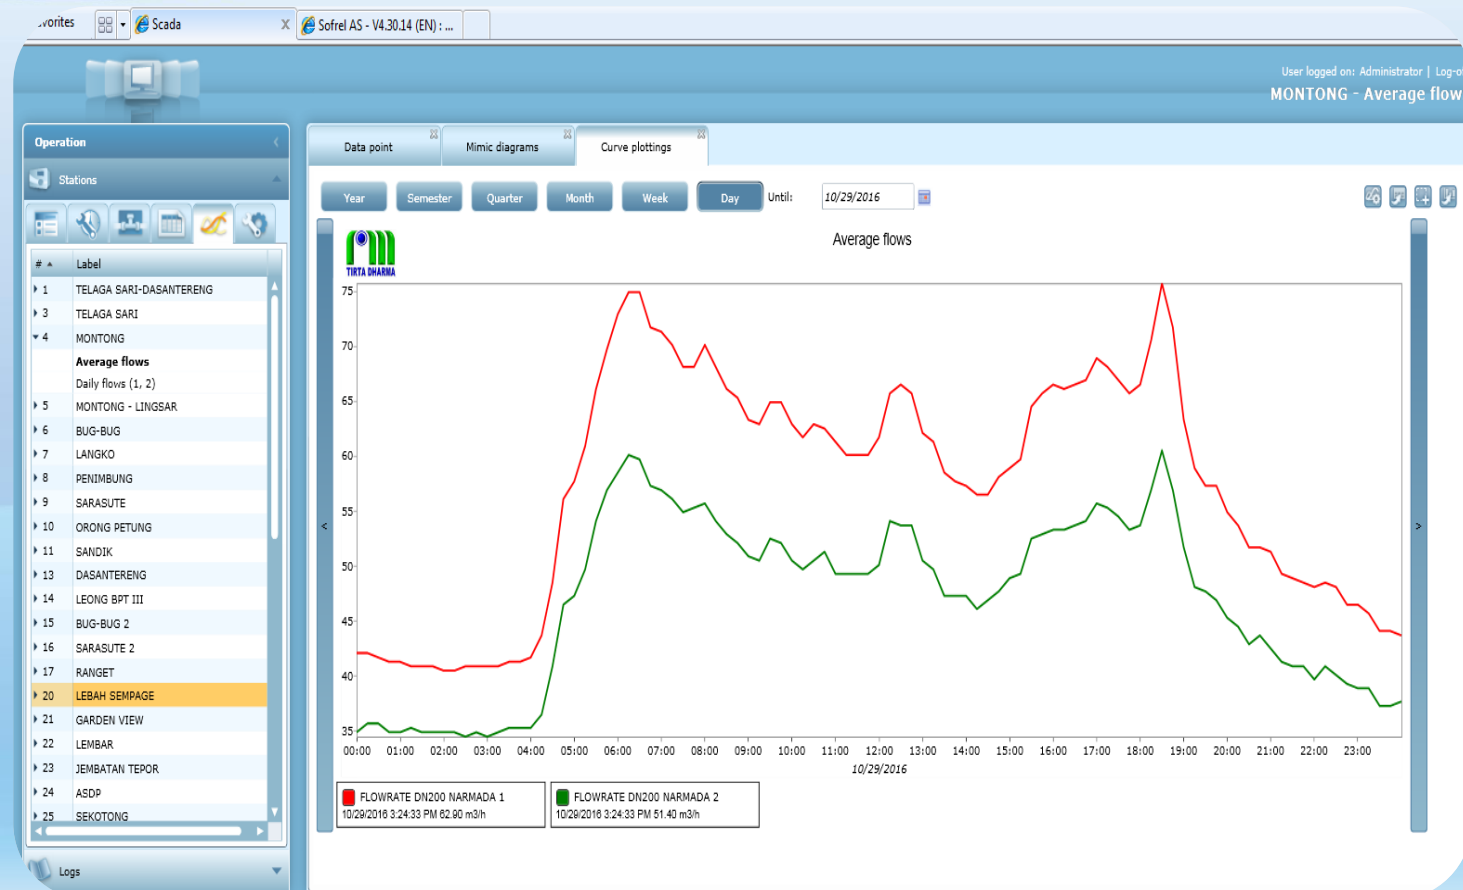 vorites
Scada
X
Sofrel AS - V4.30.14 (EN) : ...
User logged on: Administrator | Log-of
MONTONG - Average flow
Operation
Stations
# Label
1 TELAGA SARI-DASANTERENG
3 TELAGA SARI
4 MONTONG
Average flows
Daily flows (1, 2)
5 MONTONG - LINGSAR
6 BUG-BUG
7 LANGKO
8 PENIMBUNG
9 SARASUTE
10 ORONG PETUNG
11 SANDIK
13 DASANTERENG
14 LEONG BPT III
15 BUG-BUG 2
16 SARASUTE 2
17 RANGET
20 LEBAH SEMPAGE
21 GARDEN VIEW
22 LEMBAR
23 JEMBATAN TEPOR
24 ASDP
25 SEKOTONG
Logs
Data point
Mimic diagrams
Curve plottings
Year
Semester
Quarter
Month
Week
Day
Until:
10/29/2016
TIRTA DHARMA
Average flows
75
70
65
60
55
50
45
40
35
00:00 01:00 02:00 03:00 04:00 05:00 06:00 07:00 08:00 09:00 10:00 11:00 12:00 13:00 14:00 15:00 16:00 17:00 18:00 19:00 20:00 21:00 22:00 23:00
10/29/2016
<
>
FLOWRATE DN200 NARMADA 1
10/29/2016 3:24:33 PM 62.90 m3/h
FLOWRATE DN200 NARMADA 2
10/29/2016 3:24:33 PM 51.40 m3/h